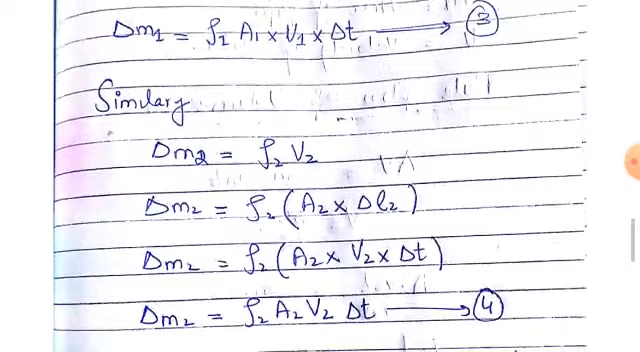 Δm₁ = ρ₁ A₁ × V₁ × Δt ⟶ ③
Similary
Δm₂ = ρ₂ V₂
Δm₂ = ρ₂ (A₂ × Δl₂)
Δm₂ = ρ₂ (A₂ × V₂ × Δt)
Δm₂ = ρ₂ A₂ V₂ Δt ⟶ ④